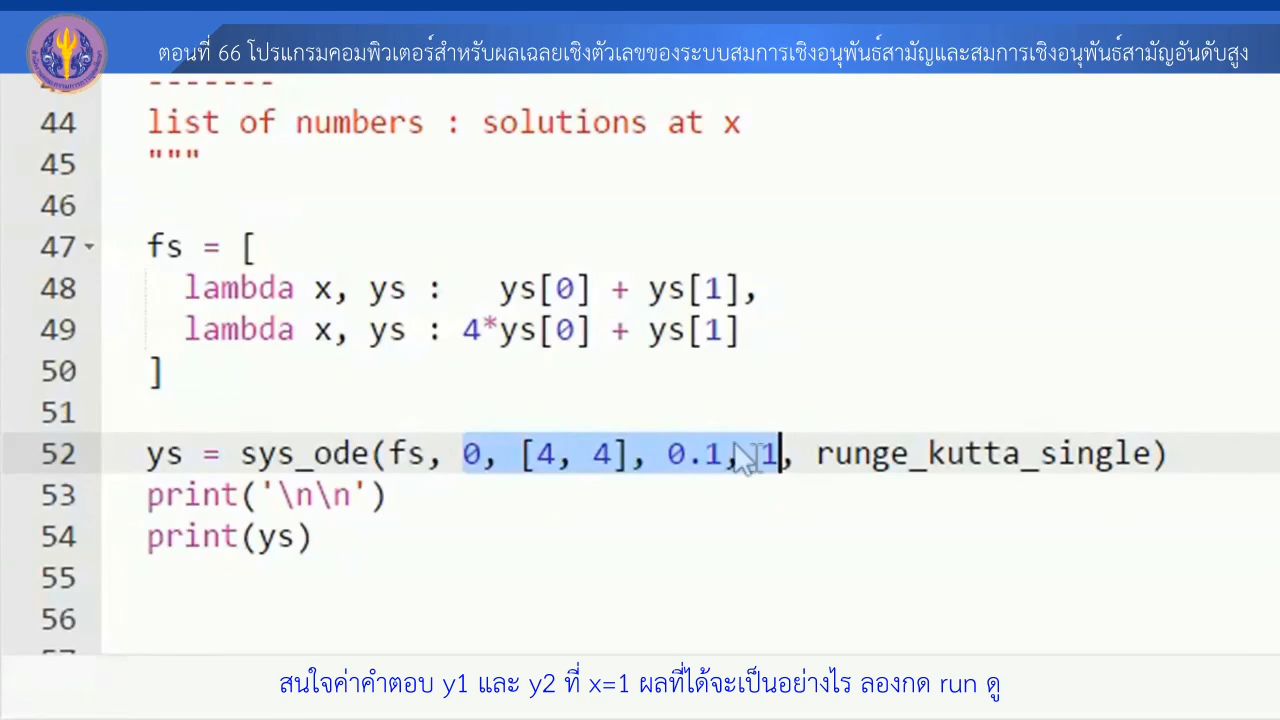 ตอนที่ 66 โปรแกรมคอมพิวเตอร์สำหรับผลเฉลยเชิงตัวเลขของระบบสมการเชิงอนุพันธ์สามัญและสมการเชิงอนุพันธ์สามัญอันดับสูง
-------
44 list of numbers : solutions at x
45 """
46
47 fs = [
48 lambda x, ys :   ys[0] + ys[1],
49 lambda x, ys : 4*ys[0] + ys[1]
50 ]
51
52 ys = sys_ode(fs, 0, [4, 4], 0.1, 1, runge_kutta_single)
53 print('\n\n')
54 print(ys)
55
56
สนใจค่าคำตอบ y1 และ y2 ที่ x=1 ผลที่ได้จะเป็นอย่างไร ลองกด run ดู